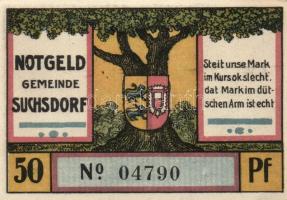 NOTGELD
GEMEINDE
SUCHSDORF
Steit unse Mark
im Kurs ok slecht,
dat Mark im düt-
schen Arm ist echt
50
Nº 04790
Pf